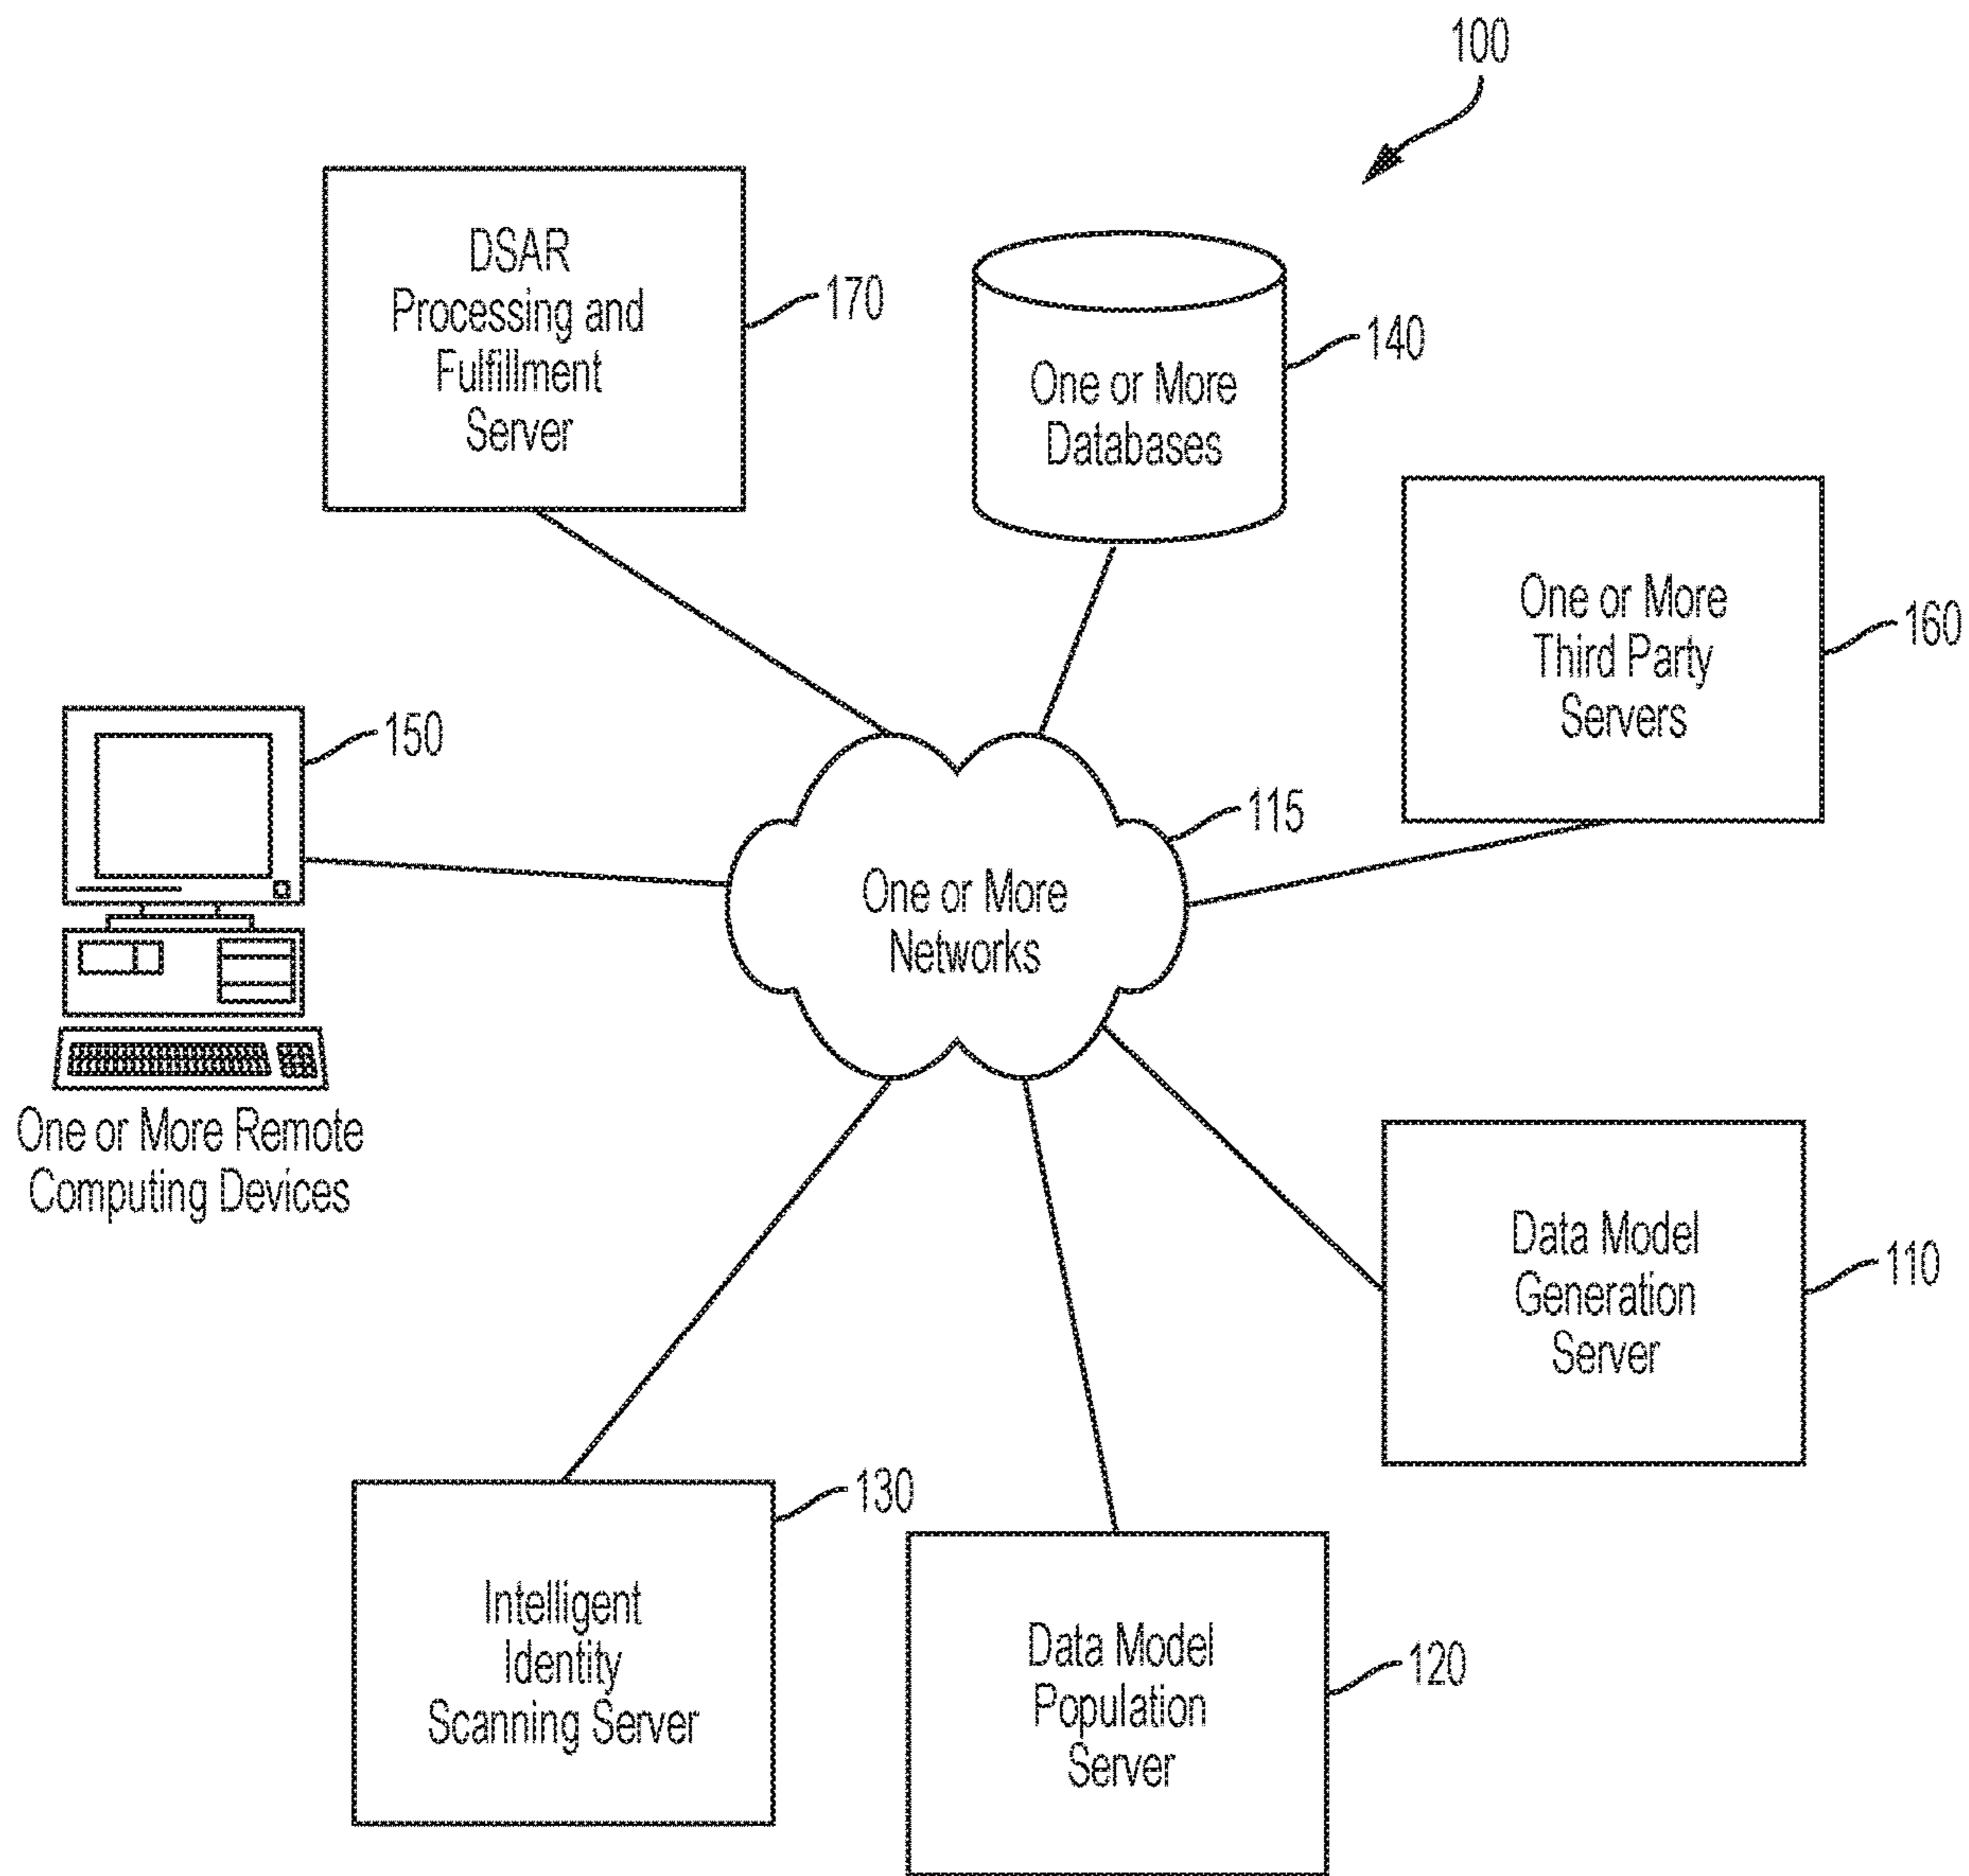 100
DSAR
Processing and
Fulfillment
Server
170
One or More
Databases
140
One or More
Third Party
Servers
160
150
One or More Remote
Computing Devices
115
One or More
Networks
Data Model
Generation
Server
110
Intelligent
Identity
Scanning Server
130
Data Model
Population
Server
120